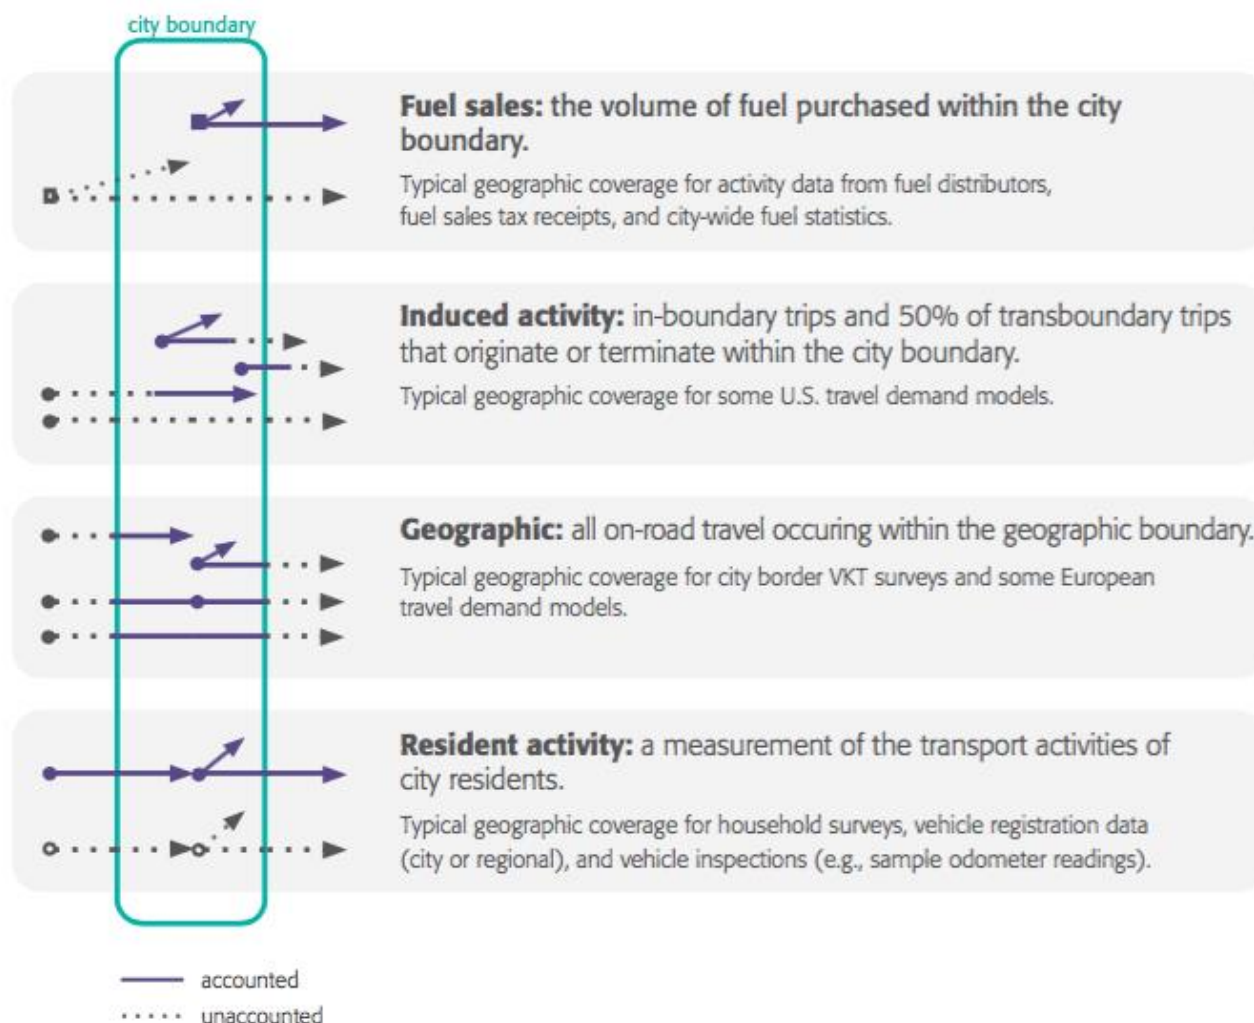 city boundary
Fuel sales: the volume of fuel purchased within the city
boundary.
Typical geographic coverage for activity data from fuel distributors,
fuel sales tax receipts, and city-wide fuel statistics.
Induced activity: in-boundary trips and 50% of transboundary trips
that originate or terminate within the city boundary.
Typical geographic coverage for some U.S. travel demand models.
Geographic: all on-road travel occuring within the geographic boundary.
Typical geographic coverage for city border VKT surveys and some European
travel demand models.
Resident activity: a measurement of the transport activities of
city residents.
Typical geographic coverage for household surveys, vehicle registration data
(city or regional), and vehicle inspections (e.g., sample odometer readings).
accounted
unaccounted